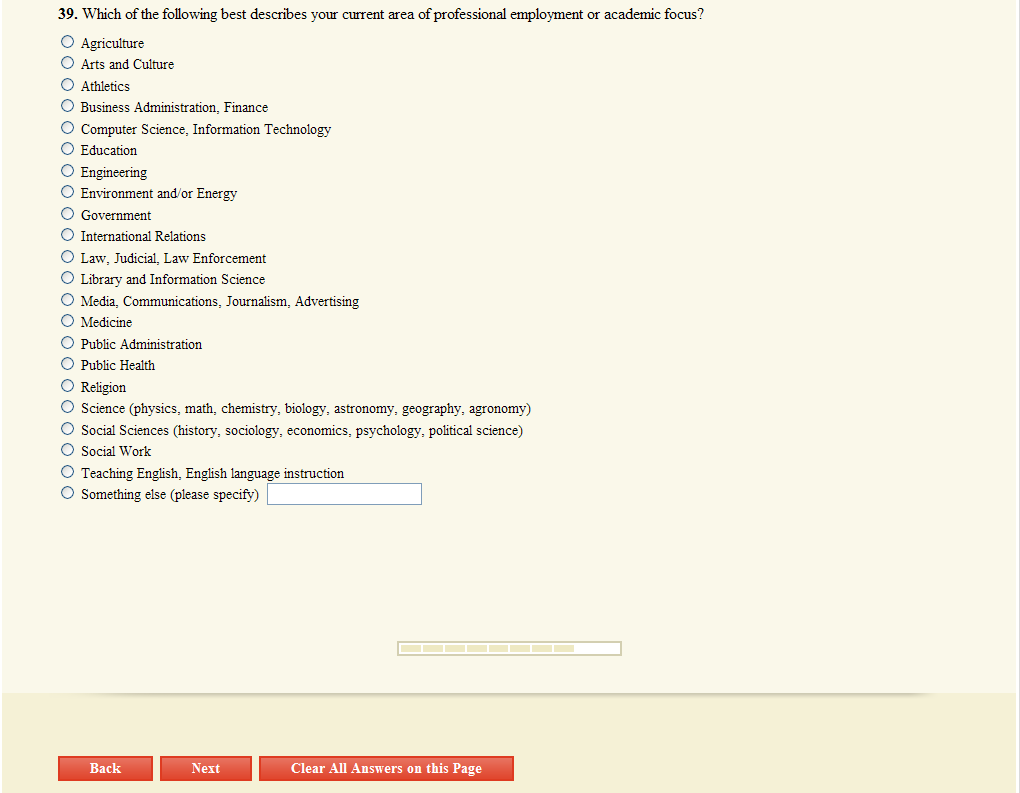 39. Which of the following best describes your current area of professional employment or academic focus?
Agriculture
Arts and Culture
Athletics
Business Administration, Finance
Computer Science, Information Technology
Education
Engineering
Environment and/or Energy
Government
International Relations
Law, Judicial, Law Enforcement
Library and Information Science
Media, Communications, Journalism, Advertising
Medicine
Public Administration
Public Health
Religion
Science (physics, math, chemistry, biology, astronomy, geography, agronomy)
Social Sciences (history, sociology, economics, psychology, political science)
Social Work
Teaching English, English language instruction
Something else (please specify)
Back Next Clear All Answers on this Page